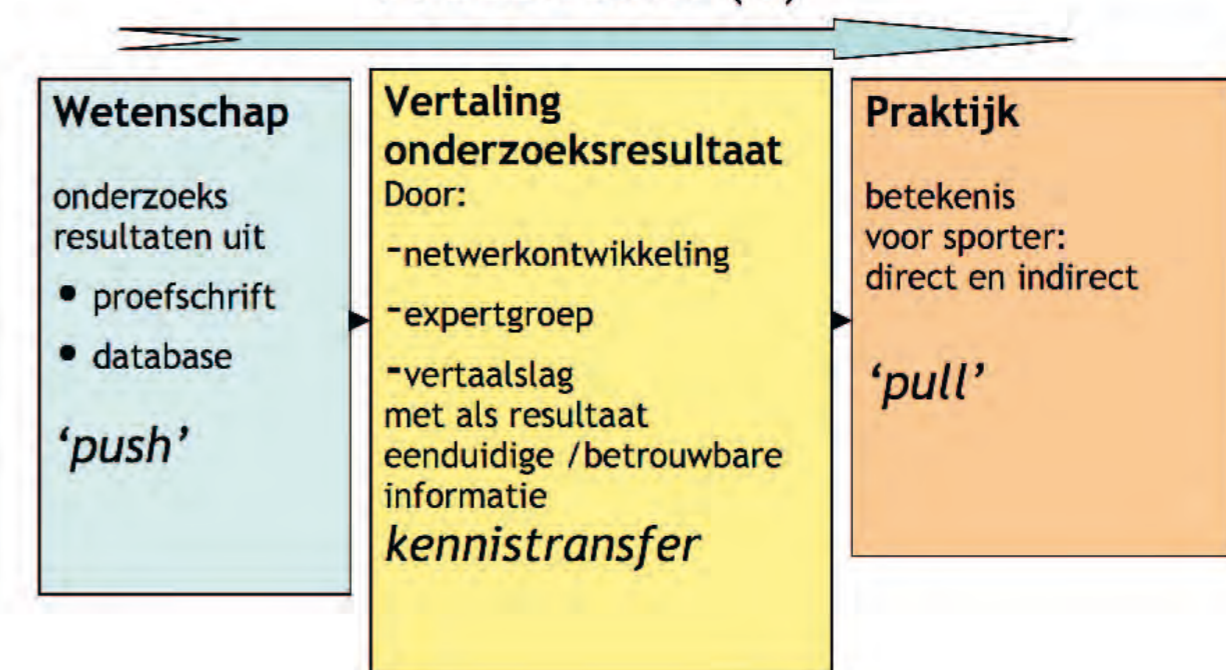 Wetenschap
onderzoeks
resultaten uit
• proefschrift
• database
‘push’
Vertaling
onderzoeksresultaat
Door:
-netwerkontwikkeling
-expertgroep
-vertaalslag
met als resultaat
eenduidige /betrouwbare
informatie
kennistransfer
Praktijk
betekenis
voor sporter:
direct en indirect
‘pull’